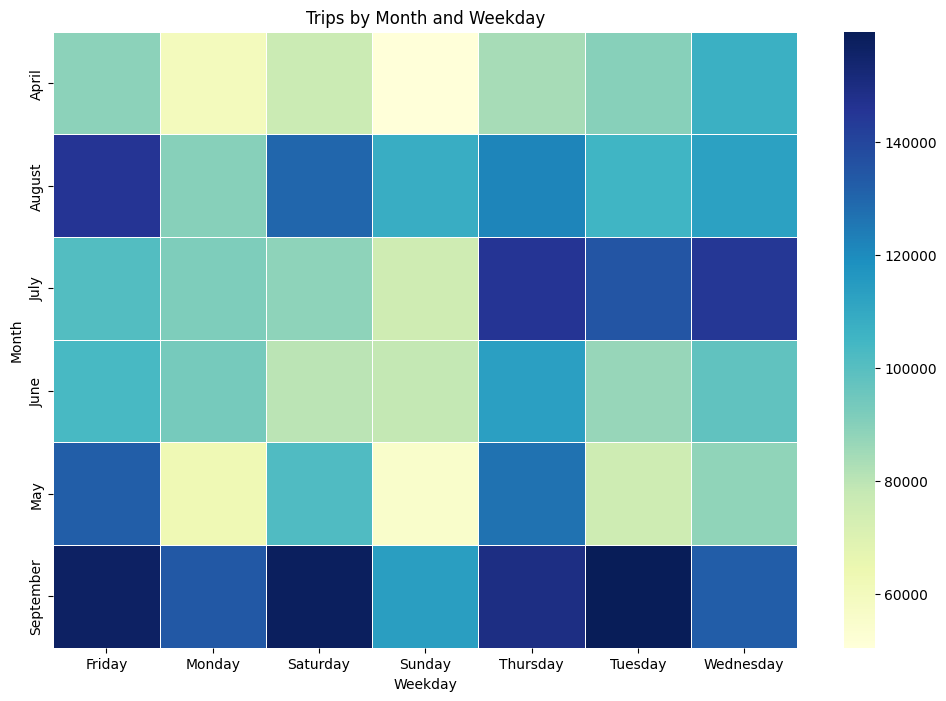 Trips by Month and Weekday
Month
April
August
July
June
May
September
Friday Monday Saturday Sunday Thursday Tuesday Wednesday
Weekday
140000
120000
100000
80000
60000